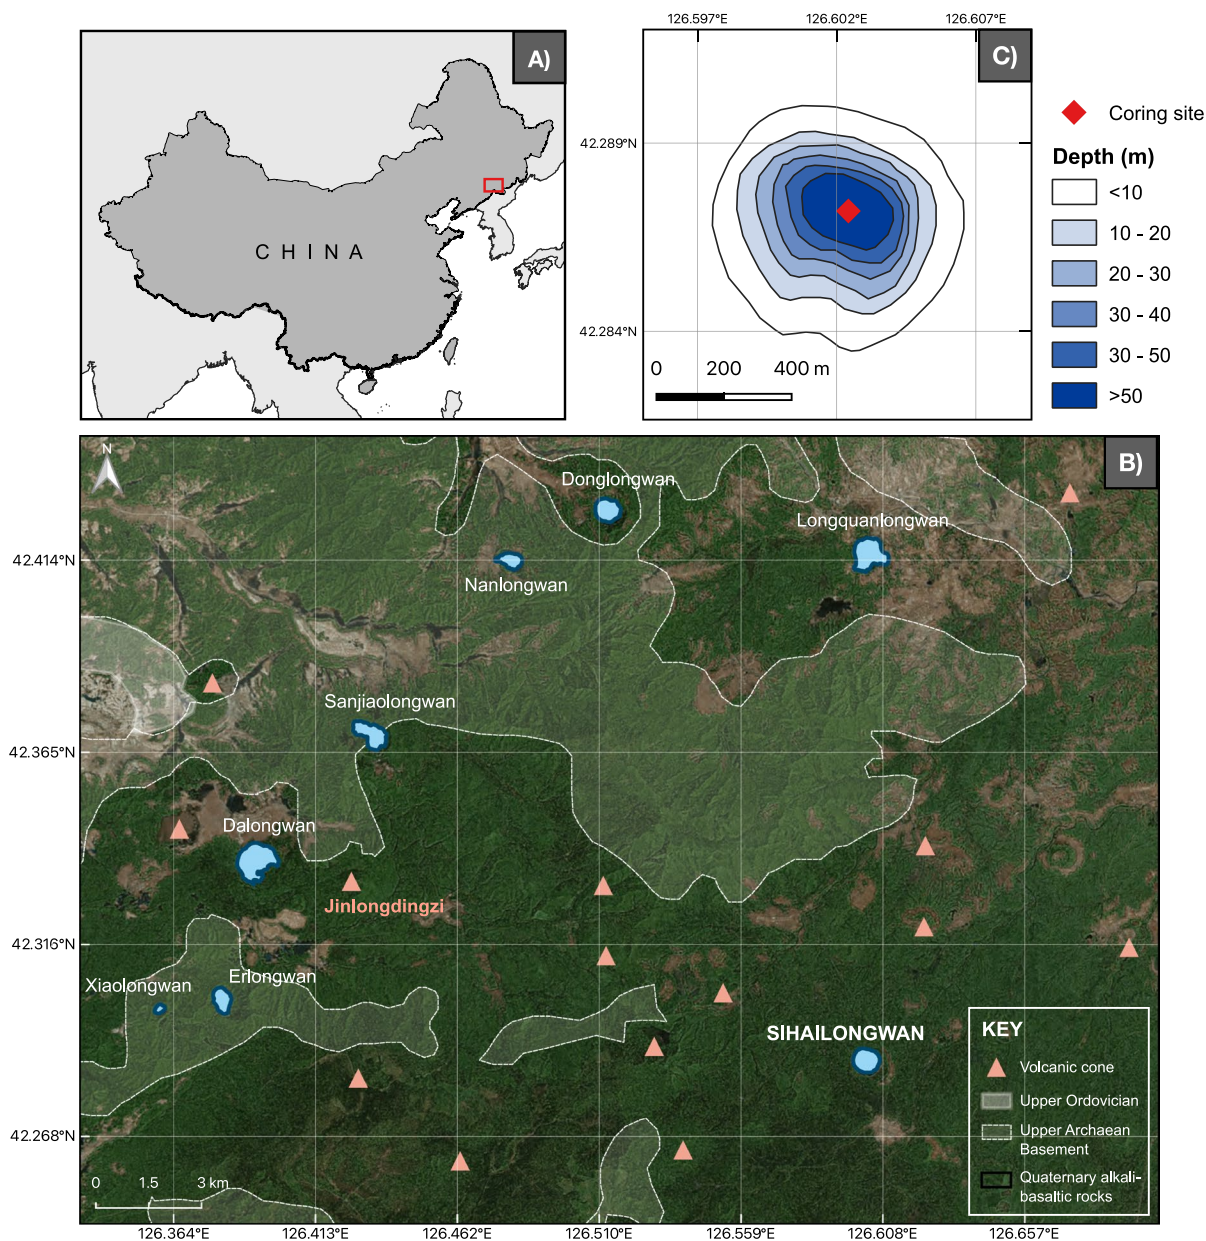 A)
CHINA
126.597°E
126.602°E
126.607°E
C)
42.289°N
42.284°N
0 200 400 m
Coring site
Depth (m)
<10
10 - 20
20 - 30
30 - 40
30 - 50
>50
B)
N
Donglongwan
Longquanlongwan
42.414°N
Nanlongwan
Sanjiaolongwan
42.365°N
Dalongwan
Jinlongdingzi
42.316°N
Xiaolongwan
Erlongwan
SIHAILONGWAN
KEY
Volcanic cone
Upper Ordovician
Upper Archaean
Basement
Quaternary alkali-
basaltic rocks
42.268°N
0 1.5 3 km
126.364°E
126.413°E
126.462°E
126.510°E
126.559°E
126.608°E
126.657°E